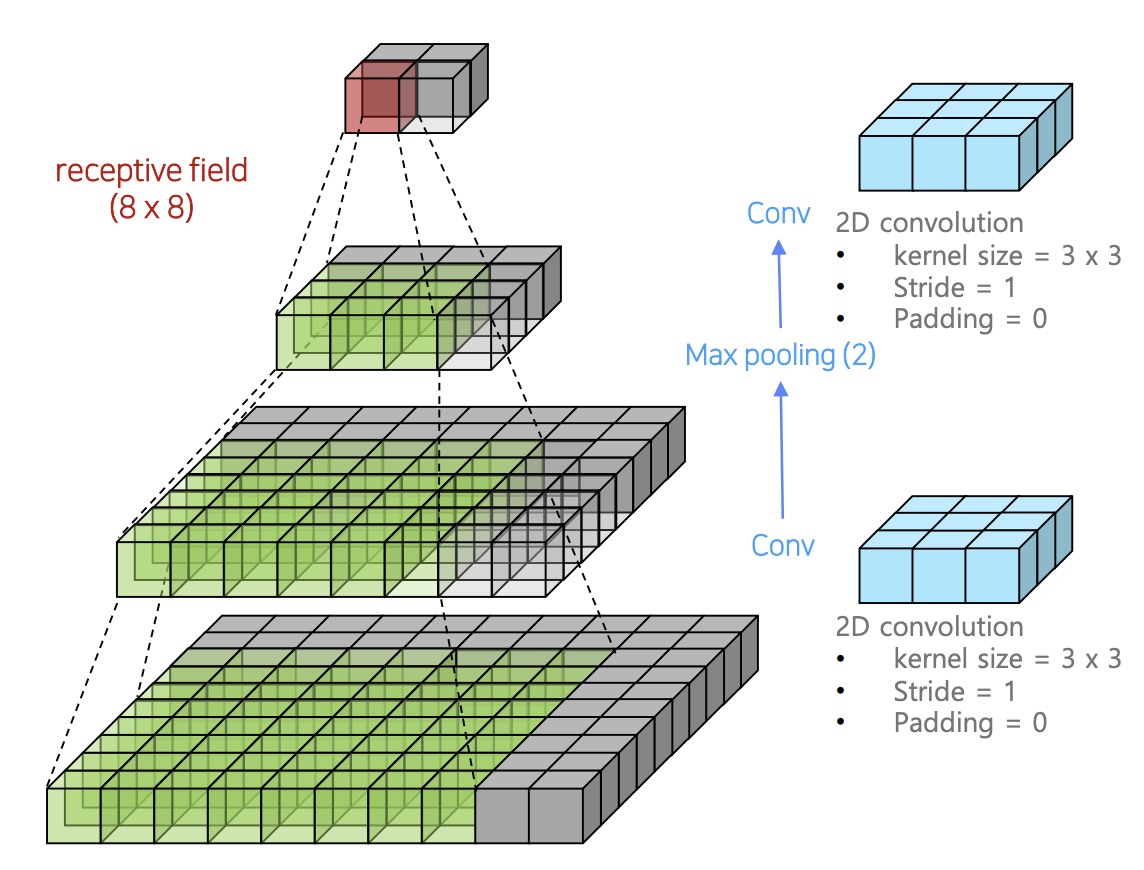 receptive field
(8 x 8)
Conv
Max pooling (2)
Conv
2D convolution
• kernel size = 3 x 3
• Stride = 1
• Padding = 0
2D convolution
• kernel size = 3 x 3
• Stride = 1
• Padding = 0